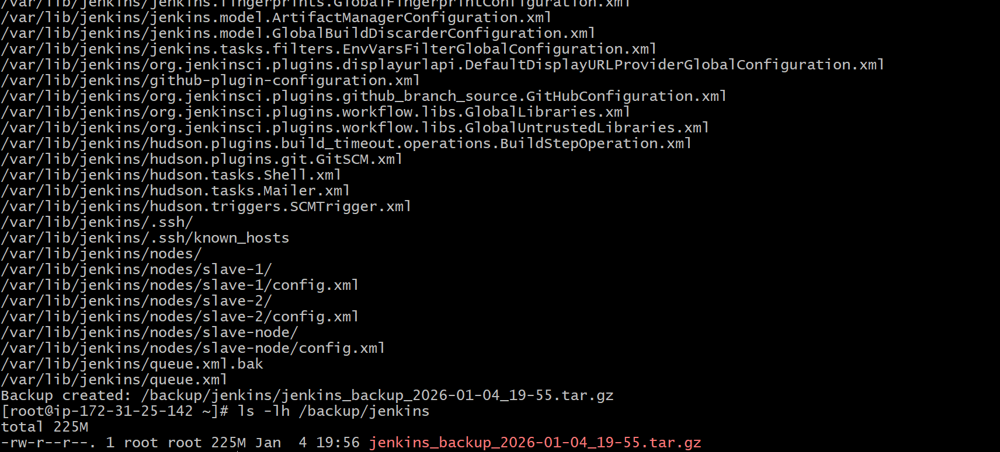 /var/lib/jenkins/jenkins.fingerprints.GlobalFingerprintConfiguration.xml
/var/lib/jenkins/jenkins.model.ArtifactManagerConfiguration.xml
/var/lib/jenkins/jenkins.model.GlobalBuildDiscarderConfiguration.xml
/var/lib/jenkins/jenkins.tasks.filters.EnvVarsFilterGlobalConfiguration.xml
/var/lib/jenkins/org.jenkinsci.plugins.displayurlapi.DefaultDisplayURLProviderGlobalConfiguration.xml
/var/lib/jenkins/github-plugin-configuration.xml
/var/lib/jenkins/org.jenkinsci.plugins.github_branch_source.GitHubConfiguration.xml
/var/lib/jenkins/org.jenkinsci.plugins.workflow.libs.GlobalLibraries.xml
/var/lib/jenkins/org.jenkinsci.plugins.workflow.libs.GlobalUntrustedLibraries.xml
/var/lib/jenkins/hudson.plugins.build_timeout.operations.BuildStepOperation.xml
/var/lib/jenkins/hudson.plugins.git.GitSCM.xml
/var/lib/jenkins/hudson.tasks.Shell.xml
/var/lib/jenkins/hudson.tasks.Mailer.xml
/var/lib/jenkins/hudson.triggers.SCMTrigger.xml
/var/lib/jenkins/.ssh/
/var/lib/jenkins/.ssh/known_hosts
/var/lib/jenkins/nodes/
/var/lib/jenkins/nodes/slave-1/
/var/lib/jenkins/nodes/slave-1/config.xml
/var/lib/jenkins/nodes/slave-2/
/var/lib/jenkins/nodes/slave-2/config.xml
/var/lib/jenkins/nodes/slave-node/
/var/lib/jenkins/nodes/slave-node/config.xml
/var/lib/jenkins/queue.xml.bak
/var/lib/jenkins/queue.xml
Backup created: /backup/jenkins/jenkins_backup_2026-01-04_19-55.tar.gz
[root@ip-172-31-25-142 ~]# ls -lh /backup/jenkins
total 225M
-rw-r--r--. 1 root root 225M Jan  4 19:56 jenkins_backup_2026-01-04_19-55.tar.gz